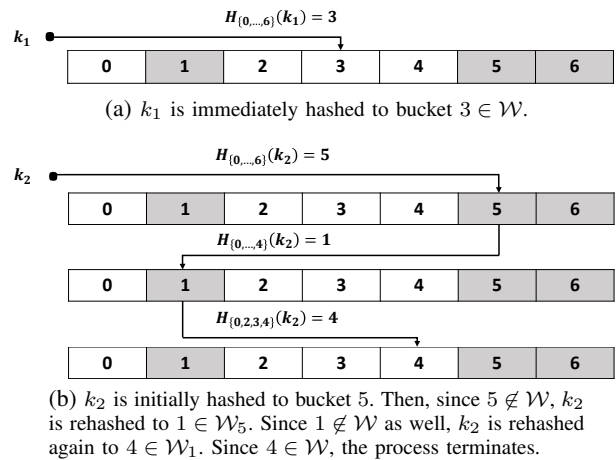 H{0,…,6}(k1) = 3
k1
0 1 2 3 4 5 6
(a) k1 is immediately hashed to bucket 3 ∈ W.
H{0,…,6}(k2) = 5
k2
0 1 2 3 4 5 6
H{0,…,4}(k2) = 1
0 1 2 3 4 5 6
H{0,2,3,4}(k2) = 4
0 1 2 3 4 5 6
(b) k2 is initially hashed to bucket 5. Then, since 5 ∉ W, k2
is rehashed to 1 ∈ W5. Since 1 ∉ W as well, k2 is rehashed
again to 4 ∈ W1. Since 4 ∈ W, the process terminates.